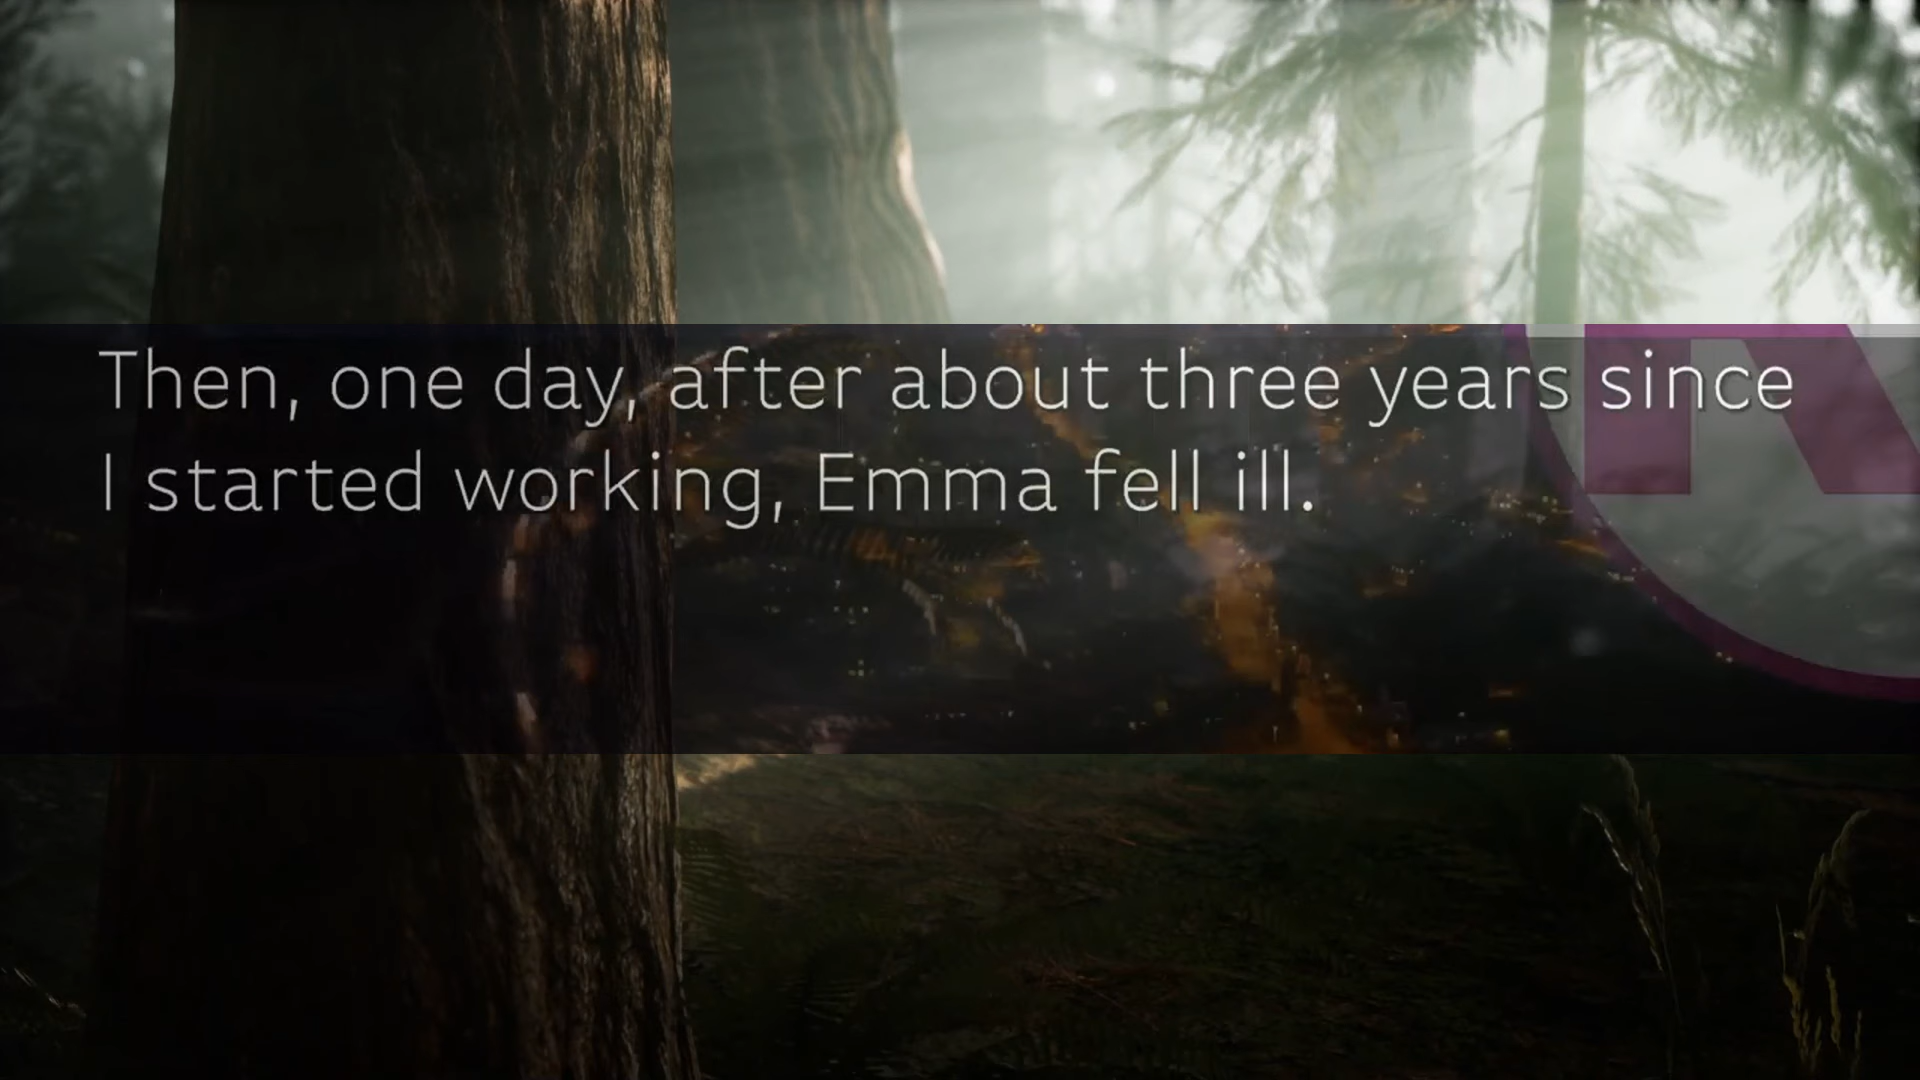 Then, one day, after about three years since
I started working, Emma fell ill.